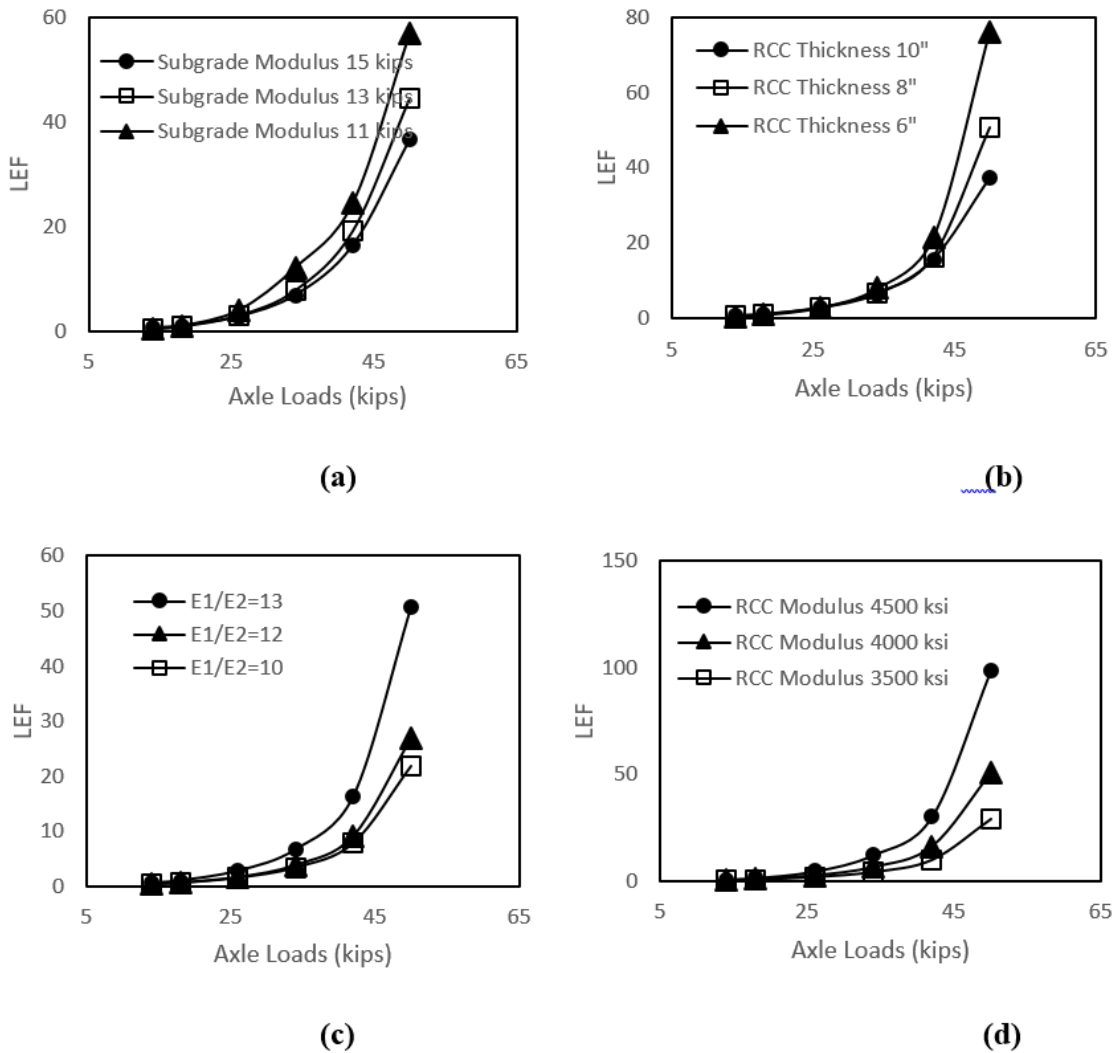 60
40
20
0
5
25
45
65
LEF
Axle Loads (kips)
Subgrade Modulus 15 kips
Subgrade Modulus 13 kips
Subgrade Modulus 11 kips
(a)
80
60
40
20
0
5
25
45
65
LEF
Axle Loads (kips)
RCC Thickness 10"
RCC Thickness 8"
RCC Thickness 6"
(b)
60
50
40
30
20
10
0
5
25
45
65
LEF
Axle Loads (kips)
E1/E2=13
E1/E2=12
E1/E2=10
(c)
150
100
50
0
5
25
45
65
LEF
Axle Loads (kips)
RCC Modulus 4500 ksi
RCC Modulus 4000 ksi
RCC Modulus 3500 ksi
(d)